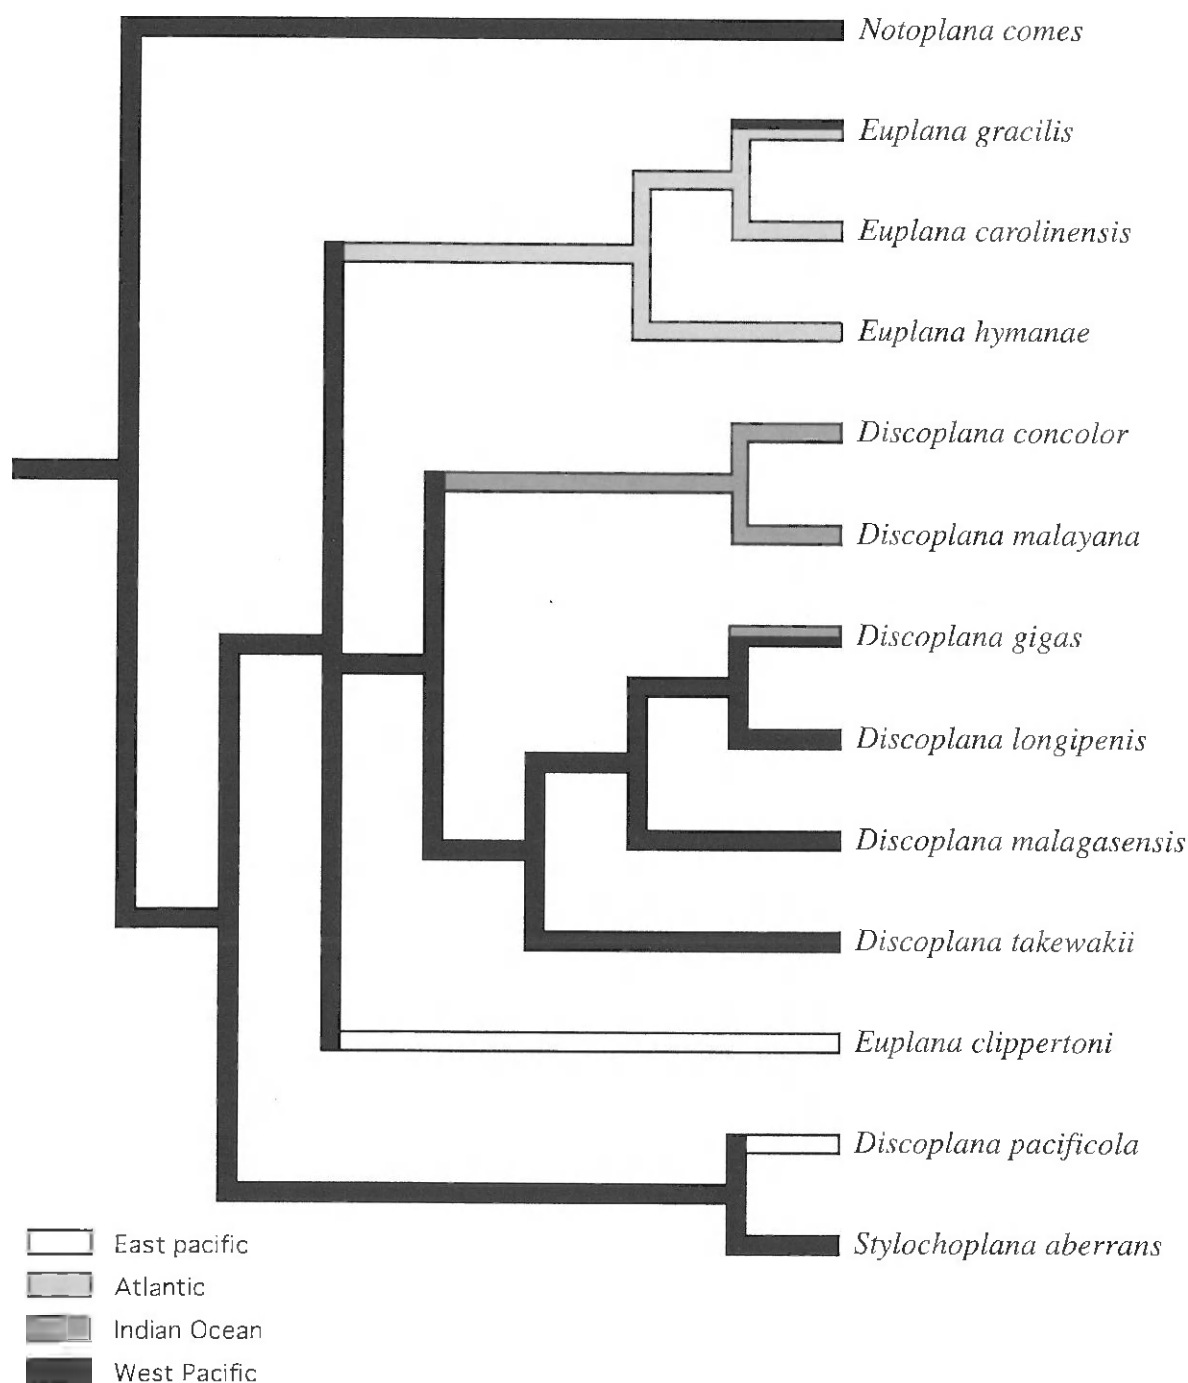 Notoplana comes
Euplana gracilis
Euplana carolinensis
Euplana hymanae
Discoplana concolor
Discoplana malayana
Discoplana gigas
Discoplana longipenis
Discoplana malagasensis
Discoplana takewakii
Euplana clippertoni
Discoplana pacificola
Stylochoplana aberrans
East pacific
Atlantic
Indian Ocean
West Pacific